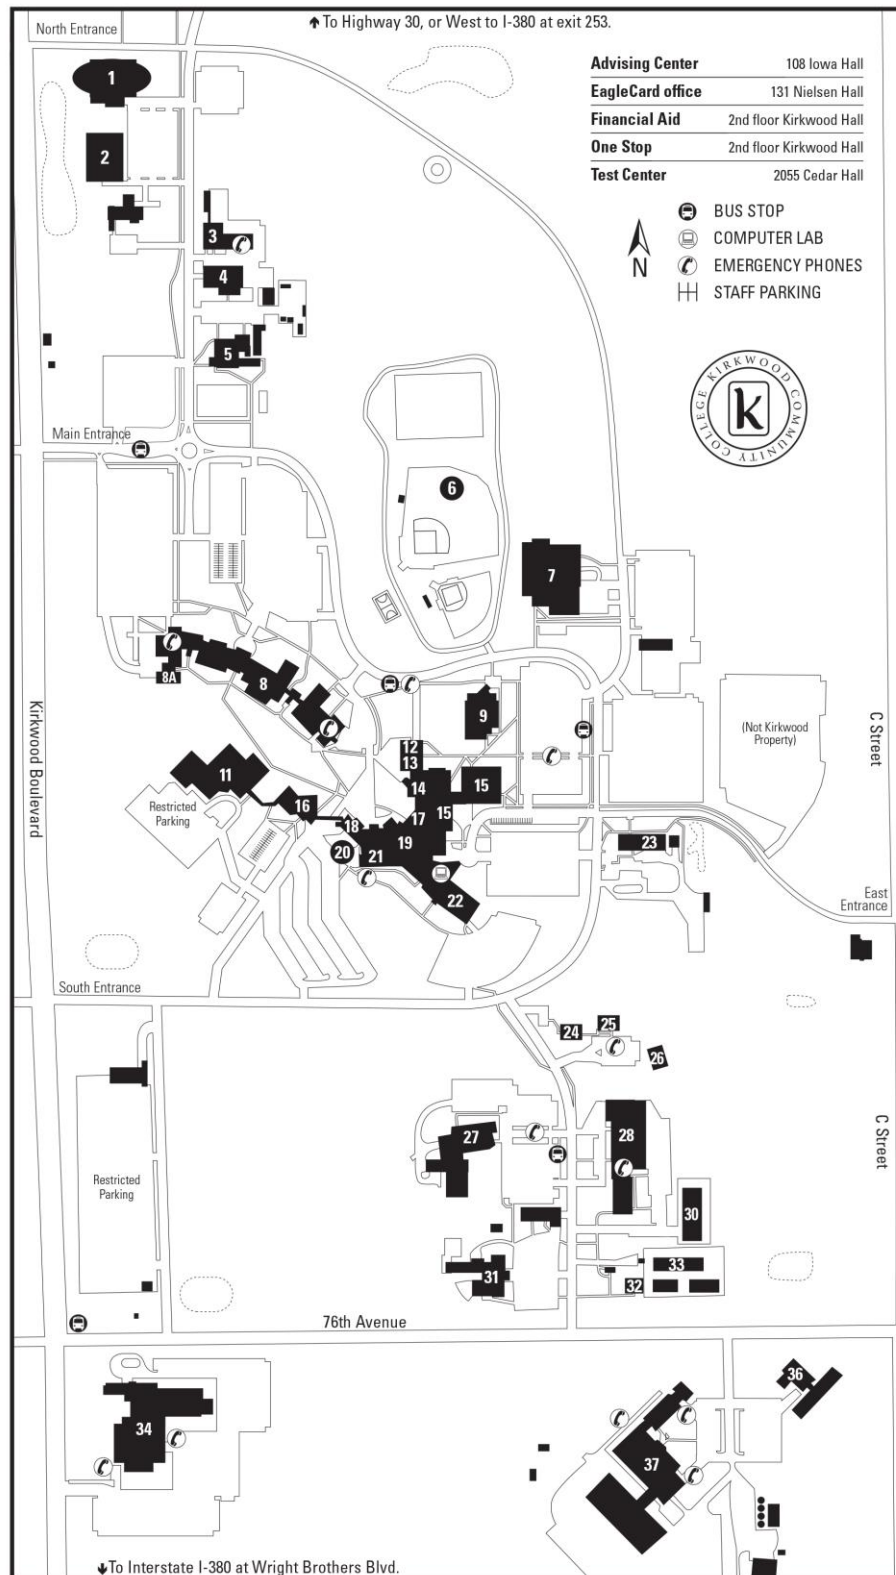 North Entrance
To Highway 30, or West to I-380 at exit 253.
Advising Center 108 Iowa Hall
EagleCard office 131 Nielsen Hall
Financial Aid 2nd floor Kirkwood Hall
One Stop 2nd floor Kirkwood Hall
Test Center 2055 Cedar Hall
BUS STOP
COMPUTER LAB
EMERGENCY PHONES
STAFF PARKING
N
KIRKWOOD COMMUNITY COLLEGE
k
1
2
3
4
5
Main Entrance
6
7
8A
8
9
Kirkwood Boulevard
C Street
(Not Kirkwood
Property)
11
12
13
14
15
15
16
17
18
19
20
21
22
23
Restricted
Parking
East
Entrance
South Entrance
24
25
26
27
28
C Street
Restricted
Parking
30
31
32
33
76th Avenue
34
36
37
To Interstate I-380 at Wright Brothers Blvd.